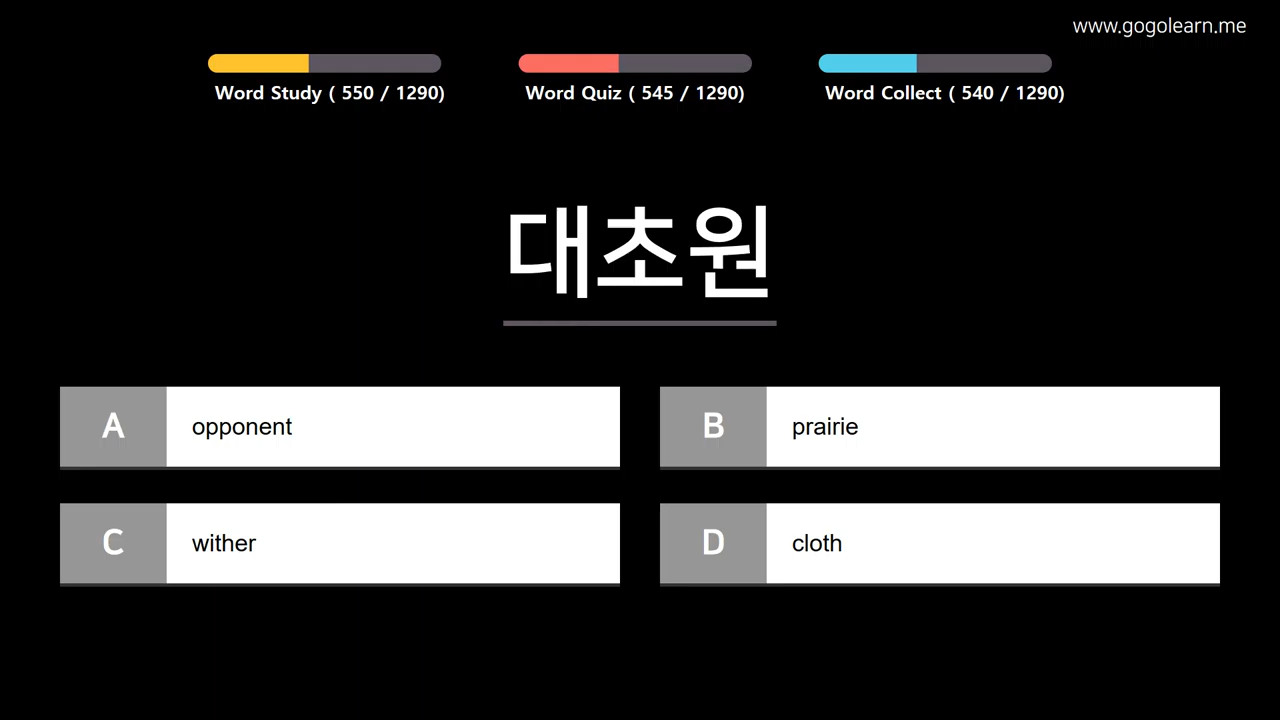 www.gogolearn.me
Word Study ( 550 / 1290)
Word Quiz ( 545 / 1290)
Word Collect ( 540 / 1290)
대초원
A opponent
B prairie
C wither
D cloth